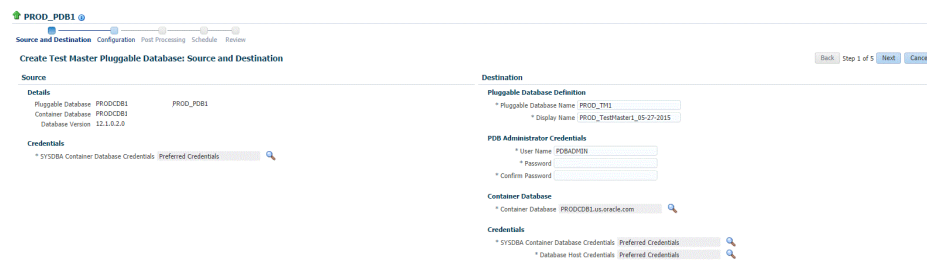 PROD_PDB1
Source and Destination Configuration Post Processing Schedule Review
Create Test Master Pluggable Database: Source and Destination
Back Step 1 of 5 Next Cance
Source
Details
Pluggable Database PRODCDB1 PROD_PDB1
Container Database PRODCDB1
Database Version 12.1.0.2.0
Credentials
* SYSDBA Container Database Credentials Preferred Credentials
Destination
Pluggable Database Definition
* Pluggable Database Name PROD_TM1
* Display Name PROD_TestMaster1_05-27-2015
PDB Administrator Credentials
* User Name PDBADMIN
* Password
* Confirm Password
Container Database
* Container Database PRODCDB1.us.oracle.com
Credentials
* SYSDBA Container Database Credentials Preferred Credentials
* Database Host Credentials Preferred Credentials